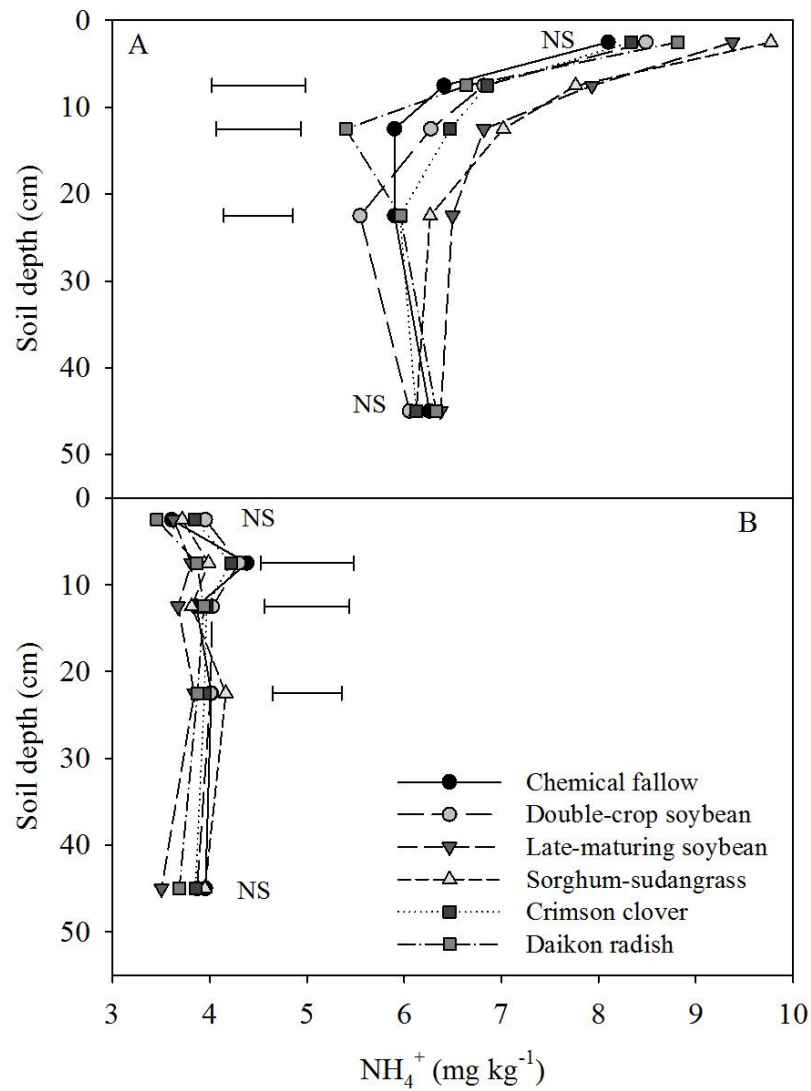 0
10
20
30
40
50
Soil depth (cm)
A
NS
NS
0
10
20
30
40
50
Soil depth (cm)
B
NS
NS
Chemical fallow
Double-crop soybean
Late-maturing soybean
Sorghum-sudangrass
Crimson clover
Daikon radish
3 4 5 6 7 8 9 10
NH₄⁺ (mg kg⁻¹)